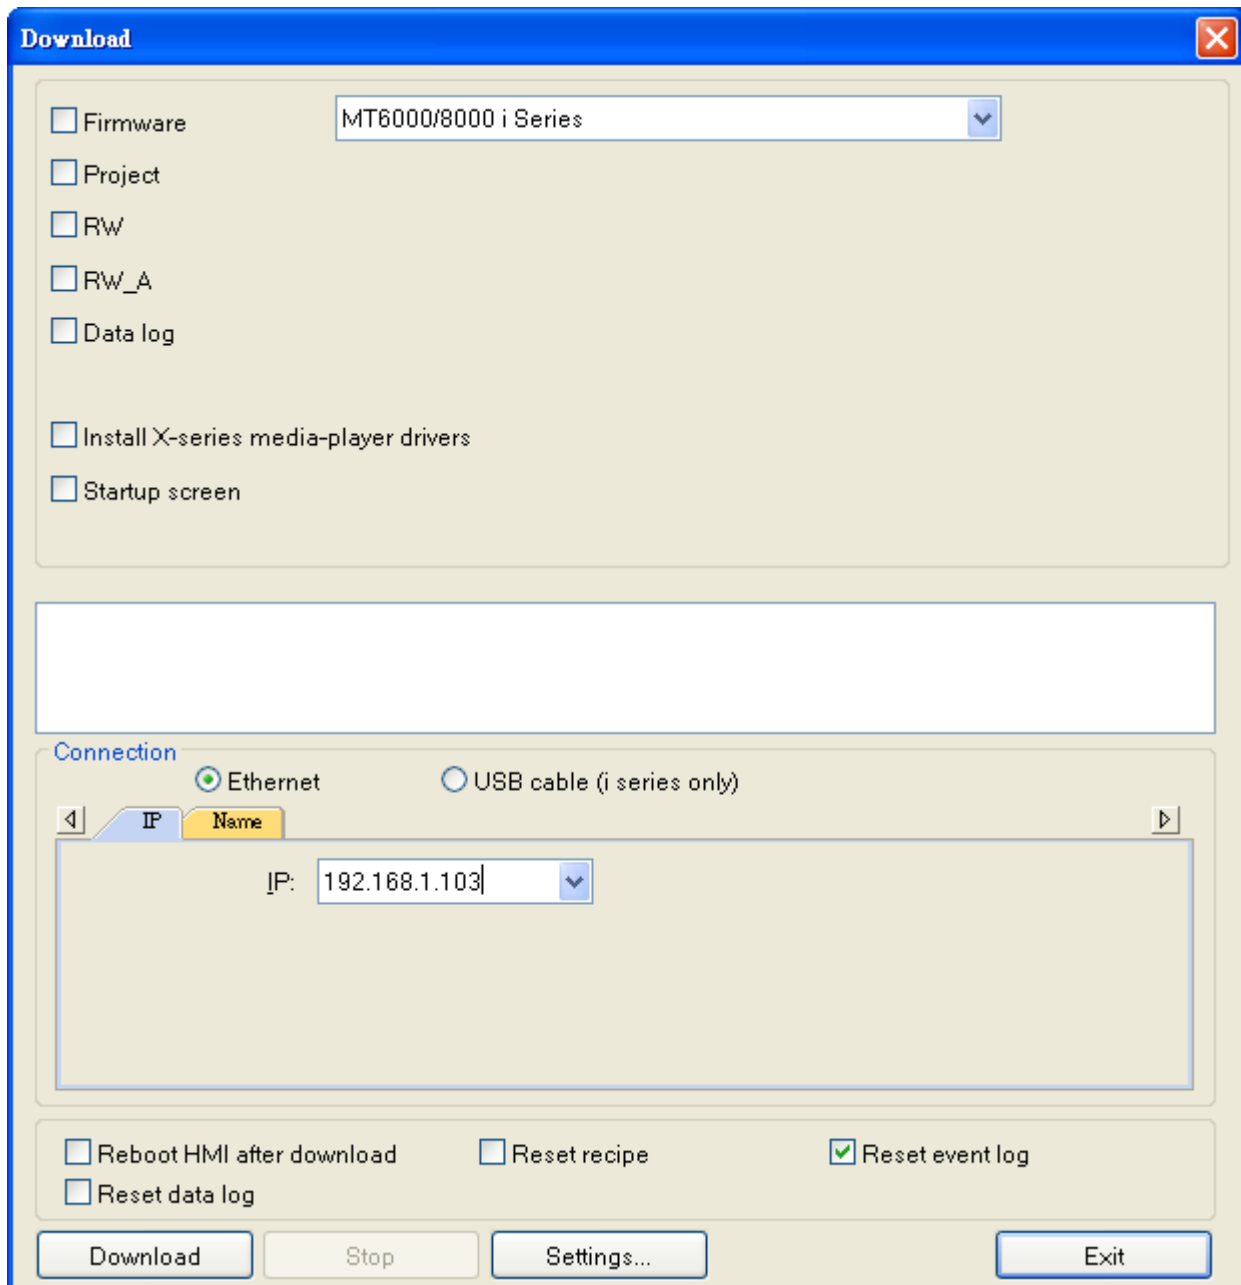 Download
Firmware MT6000/8000 i Series
Project
RW
RW_A
Data log
Install X-series media-player drivers
Startup screen
Connection
Ethernet USB cable (i series only)
IP Name
IP: 192.168.1.103
Reboot HMI after download Reset recipe Reset event log
Reset data log
Download Stop Settings... Exit